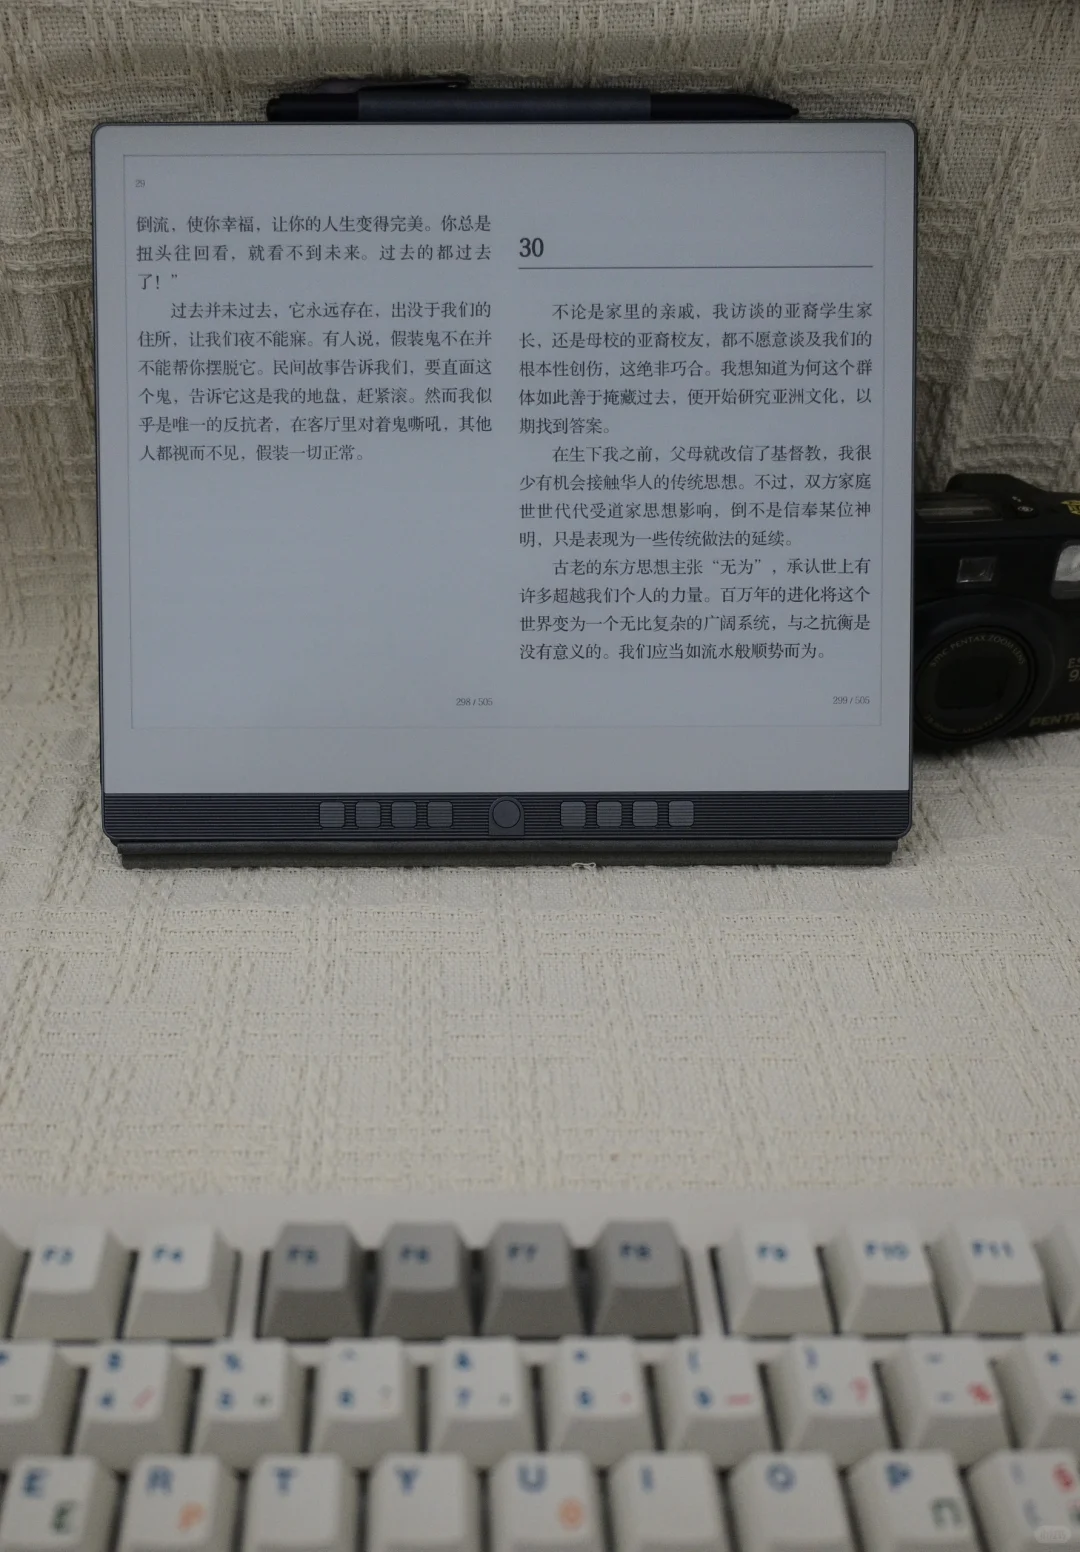 29
倒流，使你幸福，让你的人生变得完美。你总是
扭头往回看，就看不到未来。过去的都过去
了！”
过去并未过去，它永远存在，出没于我们的
住所，让我们夜不能寐。有人说，假装鬼不在并
不能帮你摆脱它。民间故事告诉我们，要直面这
个鬼，告诉它这是我的地盘，赶紧滚。然而我似
乎是唯一的反抗者，在客厅里对着鬼嘶吼，其他
人都视而不见，假装一切正常。
298 / 505
30
不论是家里的亲戚，我访谈的亚裔学生家
长，还是母校的亚裔校友，都不愿意谈及我们的
根本性创伤，这绝非巧合。我想知道为何这个群
体如此善于掩藏过去，便开始研究亚洲文化，以
期找到答案。
在生下我之前，父母就改信了基督教，我很
少有机会接触华人的传统思想。不过，双方家庭
世世代代受道家思想影响，倒不是信奉某位神
明，只是表现为一些传统做法的延续。
古老的东方思想主张“无为”，承认世上有
许多超越我们个人的力量。百万年的进化将这个
世界变为一个无比复杂的广阔系统，与之抗衡是
没有意义的。我们应当如流水般顺势而为。
299 / 505
PENTAX ZOOM
PENTA
F3 F4 F5 F6 F7 F8 F9 F10 F11
E R T Y U I O P